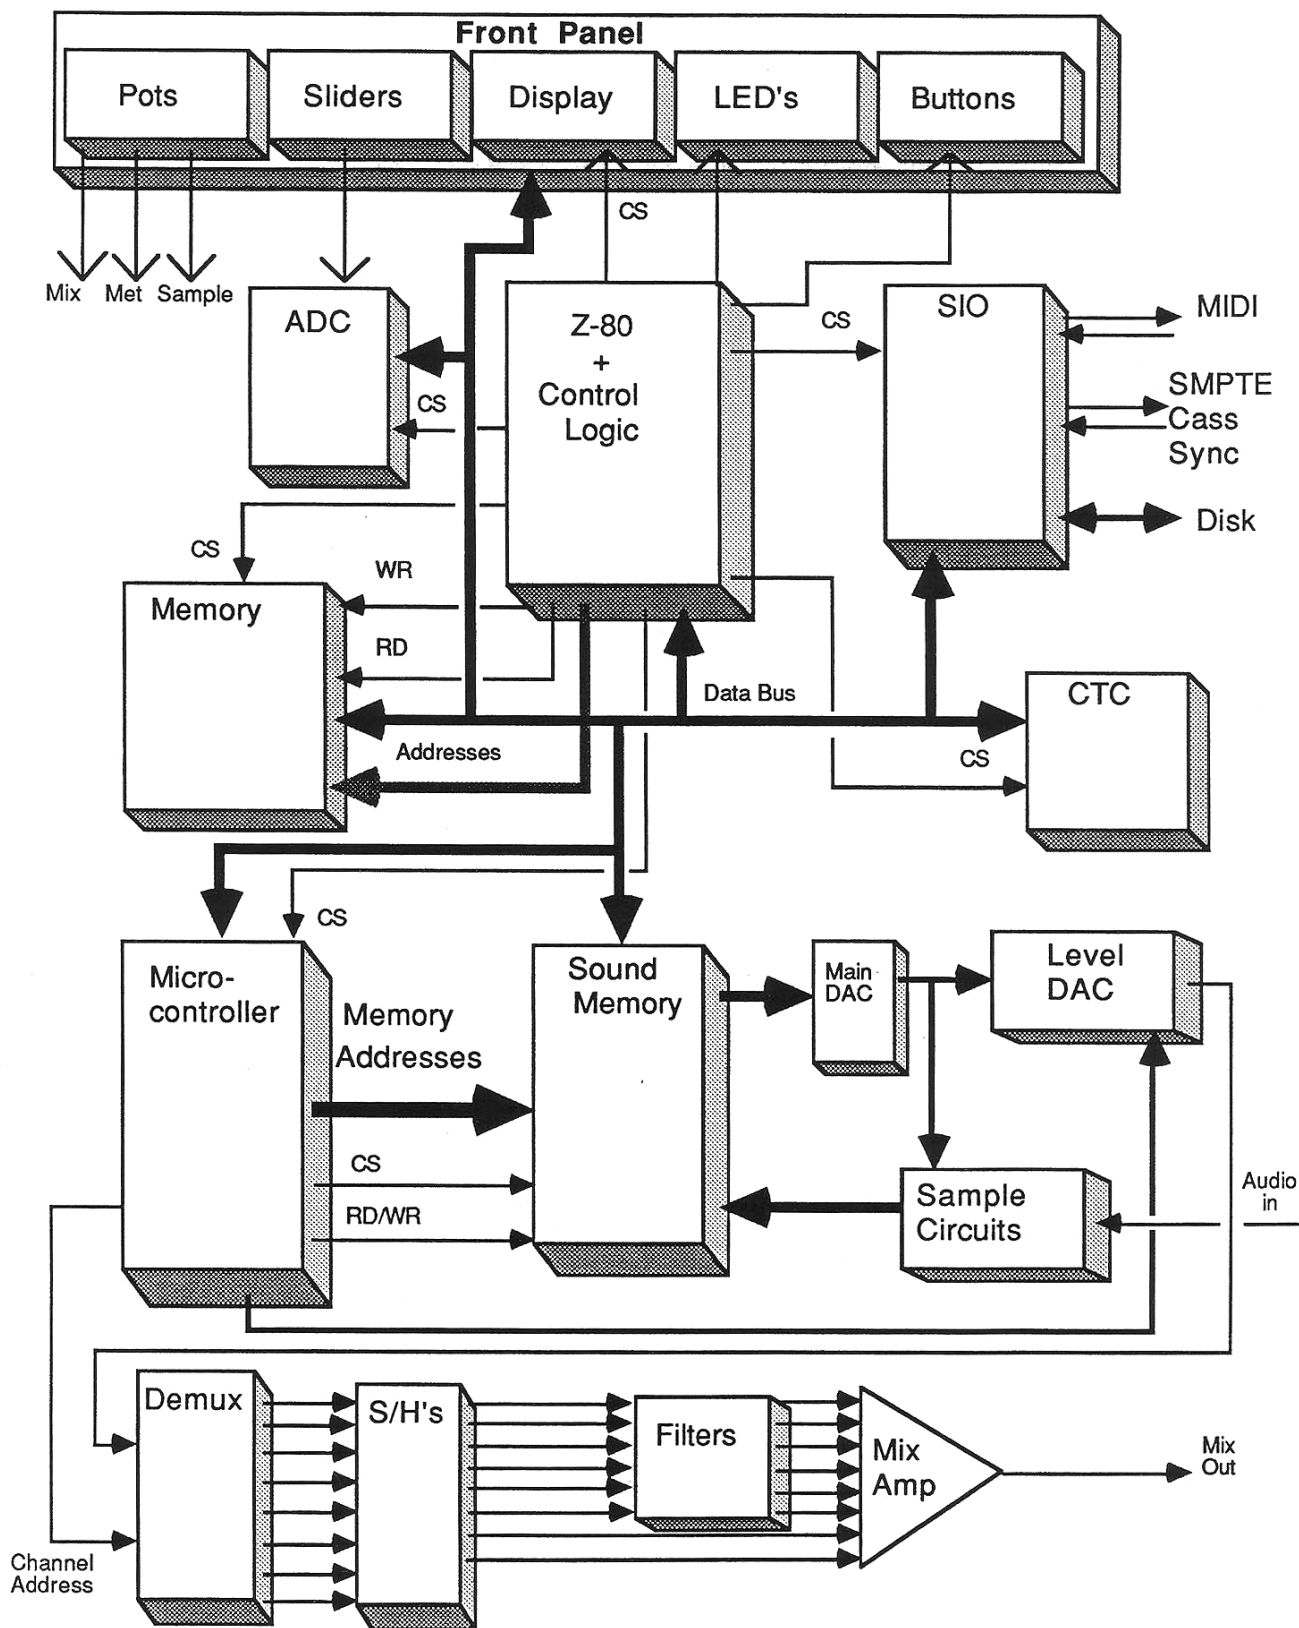 Front Panel
Pots
Sliders
Display
LED's
Buttons
CS
Mix
Met
Sample
ADC
Z-80
+
Control
Logic
CS
SIO
MIDI
CS
SMPTE
Cass
Sync
Disk
CS
WR
Memory
RD
Data Bus
CTC
Addresses
CS
CS
Micro-
controller
Memory
Addresses
Sound
Memory
Main
DAC
Level
DAC
CS
RD/WR
Sample
Circuits
Audio
in
Demux
S/H's
Filters
Mix
Amp
Mix
Out
Channel
Address